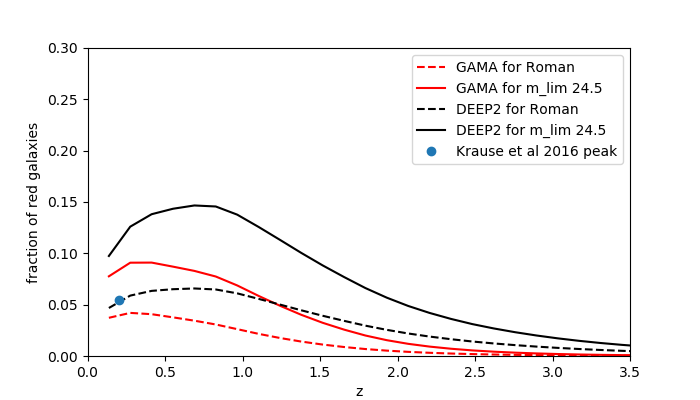 0.30
0.25
0.20
0.15
0.10
0.05
0.00
fraction of red galaxies
GAMA for Roman
GAMA for m_lim 24.5
DEEP2 for Roman
DEEP2 for m_lim 24.5
Krause et al 2016 peak
0.0 0.5 1.0 1.5 2.0 2.5 3.0 3.5
z